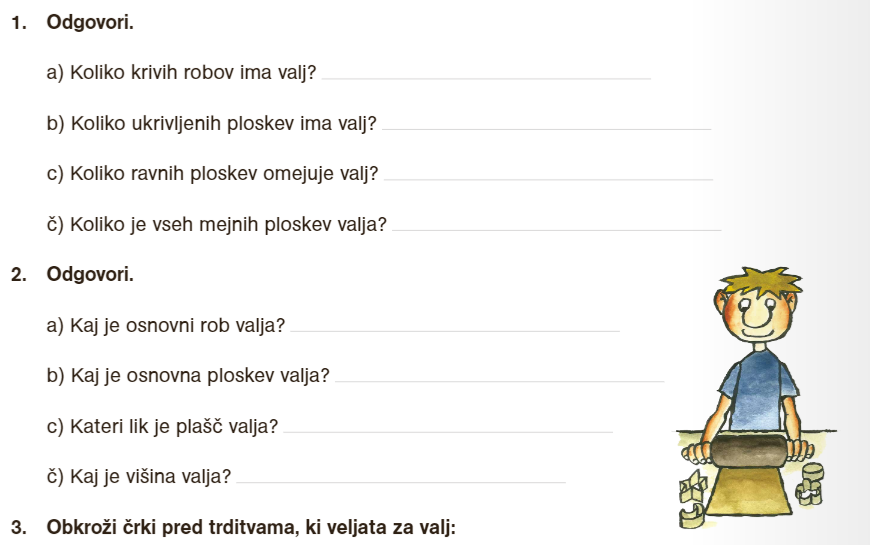 1. Odgovori.
a) Koliko krivih robov ima valj?
b) Koliko ukrivljenih ploskev ima valj?
c) Koliko ravnih ploskev omejuje valj?
č) Koliko je vseh mejnih ploskev valja?
2. Odgovori.
a) Kaj je osnovni rob valja?
b) Kaj je osnovna ploskev valja?
c) Kateri lik je plašč valja?
č) Kaj je višina valja?
3. Obkroži črki pred trditvama, ki veljata za valj: